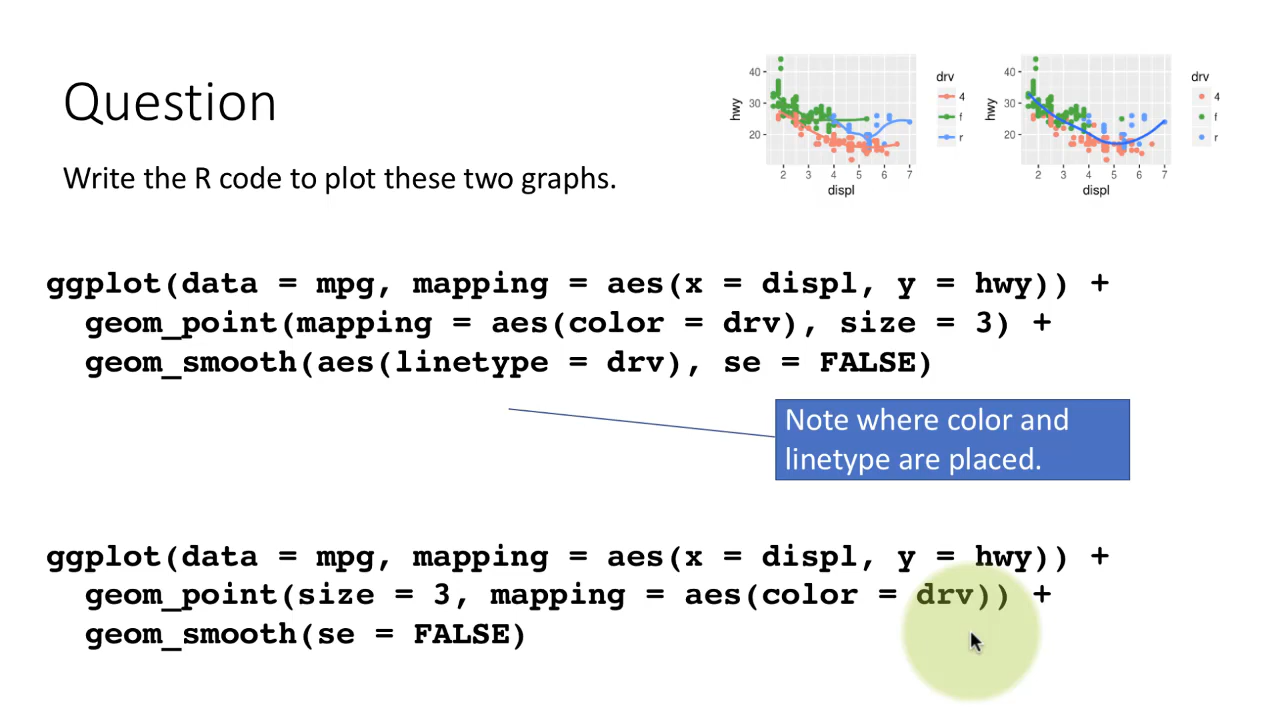 Question
Write the R code to plot these two graphs.
40
30
20
hwy
2 3 4 5 6 7
displ
drv
4
f
r
40
30
20
hwy
2 3 4 5 6 7
displ
drv
4
f
r
ggplot(data = mpg, mapping = aes(x = displ, y = hwy)) +
geom_point(mapping = aes(color = drv), size = 3) +
geom_smooth(aes(linetype = drv), se = FALSE)
Note where color and
linetype are placed.
ggplot(data = mpg, mapping = aes(x = displ, y = hwy)) +
geom_point(size = 3, mapping = aes(color = drv)) +
geom_smooth(se = FALSE)